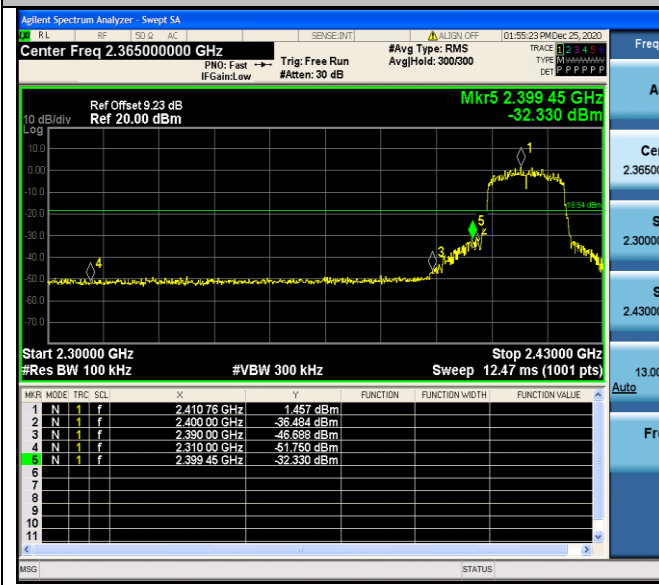 Agilent Spectrum Analyzer - Swept SA
RL RF 50 Ω AC SENSE:INT ALIGN OFF 01:55:23 PM Dec 25, 2020
Center Freq 2.365000000 GHz #Avg Type: RMS TRACE 1 2 3 4 5 6
PNO: Fast Trig: Free Run Avg|Hold: 300/300 TYPE M
IFGain:Low #Atten: 30 dB DET P P P P P P
Mkr5 2.399 45 GHz
-32.330 dBm
Ref Offset 9.23 dB
10 dB/div Ref 20.00 dBm
Log
10.0
0.00
-10.0
-20.0
-30.0
-40.0
-50.0
-60.0
-70.0
1
-18.54 dBm
5
2
3
4
Start 2.30000 GHz Stop 2.43000 GHz
#Res BW 100 kHz #VBW 300 kHz Sweep 12.47 ms (1001 pts)
MKR MODE TRC SCL X Y FUNCTION FUNCTION WIDTH FUNCTION VALUE
1 N 1 f 2.410 76 GHz 1.457 dBm
2 N 1 f 2.400 00 GHz -36.484 dBm
3 N 1 f 2.390 00 GHz -46.688 dBm
4 N 1 f 2.310 00 GHz -51.750 dBm
5 N 1 f 2.399 45 GHz -32.330 dBm
6
7
8
9
10
11
MSG STATUS
Freq
A
Cen
2.36500
S
2.30000
S
2.43000
13.00
Auto
Fre